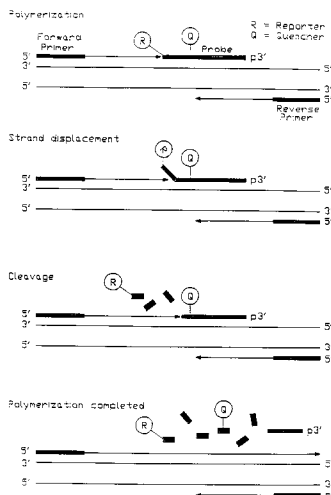 Polymerization
R = Reporter
Q = Quencher
Forward
Primer
R
Q
Probe
5'
p3'
3'
5'
5'
3'
5'
Reverse
Primer
Strand displacement
R
Q
5'
p3'
3'
5'
5'
3'
5'
Cleavage
R
Q
5'
p3'
3'
5'
5'
3'
5'
Polymerization completed
R
Q
p3'
5'
3'
5'
5'
3'
5'